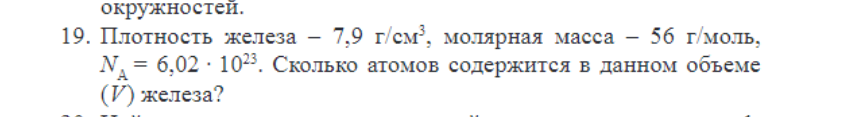 окружностей.
19. Плотность железа – 7,9 г/см³, молярная масса – 56 г/моль,
N_A = 6,02 · 10²³. Сколько атомов содержится в данном объеме
(V) железа?